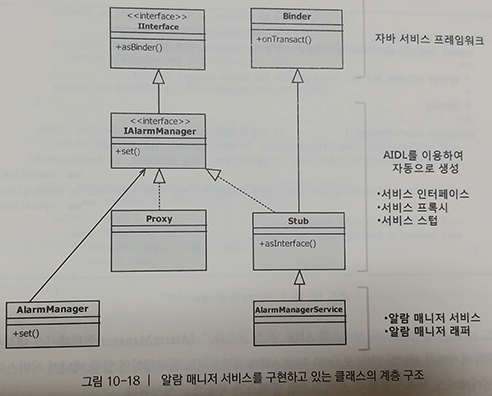 <<interface>>
IInterface
+asBinder()
Binder
+onTransact()
자바 서비스 프레임워크
<<interface>>
IAlarmManager
+set()
AIDL를 이용하여
자동으로 생성
•서비스 인터페이스
•서비스 프록시
•서비스 스텁
Proxy
Stub
+asInterface()
AlarmManager
+set()
AlarmManagerService
•알람 매니저 서비스
•알람 매니저 래퍼
그림 10-18 | 알람 매니저 서비스를 구현하고 있는 클래스의 계층 구조